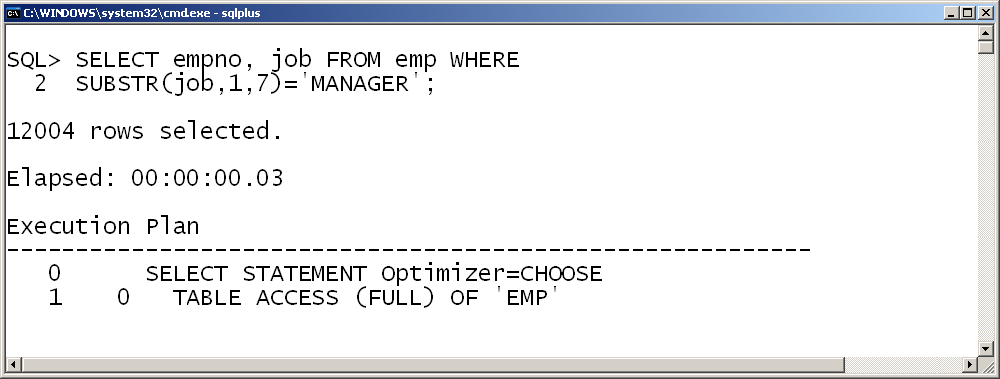 C:\WINDOWS\system32\cmd.exe - sqlplus
SQL> SELECT empno, job FROM emp WHERE
  2  SUBSTR(job,1,7)='MANAGER';
12004 rows selected.
Elapsed: 00:00:00.03
Execution Plan
----------------------------------------------------------
   0      SELECT STATEMENT Optimizer=CHOOSE
   1    0   TABLE ACCESS (FULL) OF 'EMP'